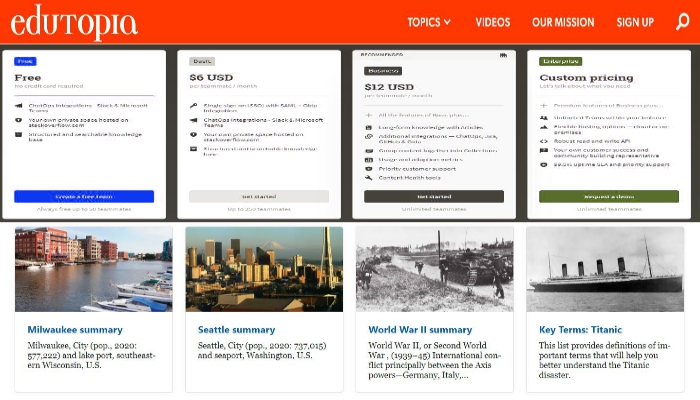 edutopia
TOPICS
VIDEOS
OUR MISSION
SIGN UP
Free
Free
No credit card required
ChatOps Integrations - Slack & Microsoft
Teams
Your own private space hosted on
stackoverflow.com
Structured and searchable knowledge
base
Create a free team
Always free up to 50 teammates
Basic
$6 USD
per teammate / month
Single sign on (SSO) with SAML - Okta
Integration
ChatOps Integrations - Slack & Microsoft
Teams
Your own private space hosted on
stackoverflow.com
Structured and searchable knowledge
base
Get started
Up to 250 teammates
RECOMMENDED
Business
$12 USD
per teammate / month
All the features of Basic plus...
Long-form knowledge with Articles
Additional integrations — ChatOps, Jira,
GitHub & Data
Group content together into Collections
Usage and adoption metrics
Priority customer support
Content Health tools
Get started
Unlimited teammates
Enterprise
Custom pricing
Let's talk about what you need
Premium features of Business plus...
Unlimited Teams within your instance
Flexible hosting options — cloud or on-
premises
Robust read and write API
Your own customer success and
community building representative
99.5% uptime SLA and priority support
Request a demo
Unlimited teammates
Milwaukee summary
Milwaukee, City (pop., 2020:
577,222) and lake port, southeast-
ern Wisconsin, U.S.
Seattle summary
Seattle, City (pop., 2020: 737,015)
and seaport, Washington, U.S.
World War II summary
World War II, or Second World
War , (1939–45) International con-
flict principally between the Axis
powers—Germany, Italy,...
Key Terms: Titanic
This list provides definitions of im-
portant terms that will help you
better understand the Titanic
disaster.